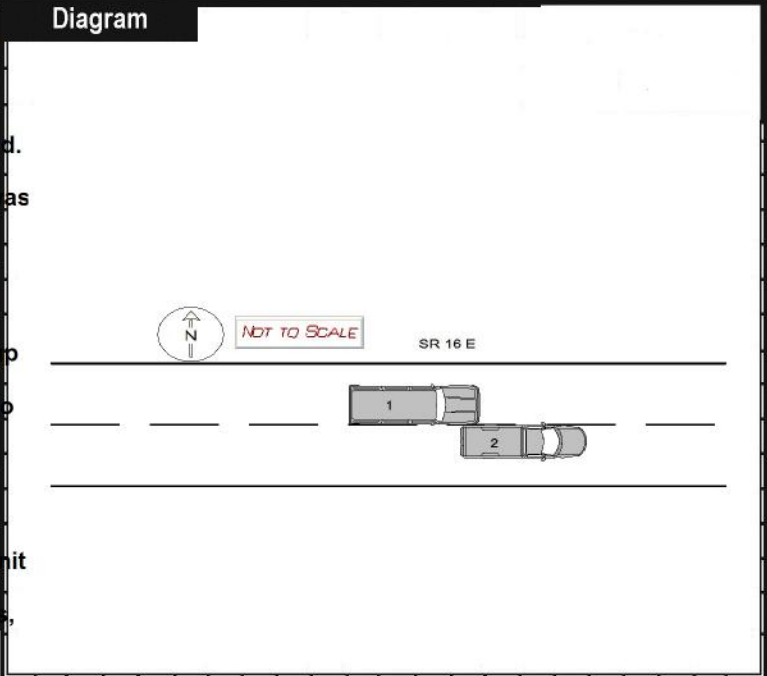 Diagram
d.
as
N
NOT TO SCALE
SR 16 E
p
o
1
2
nit
s,